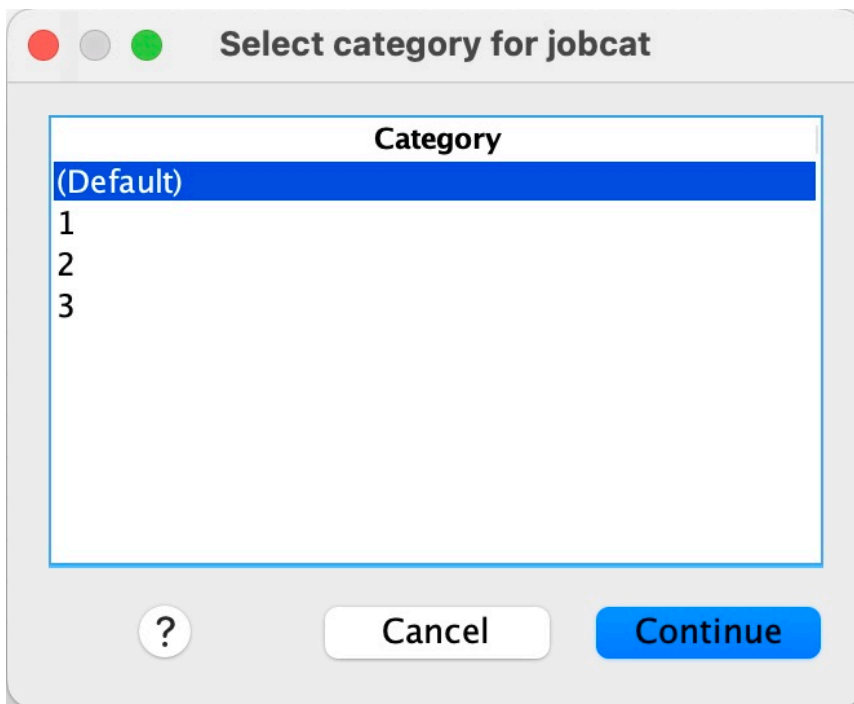 Select category for jobcat
Category
(Default)
1
2
3
? Cancel Continue